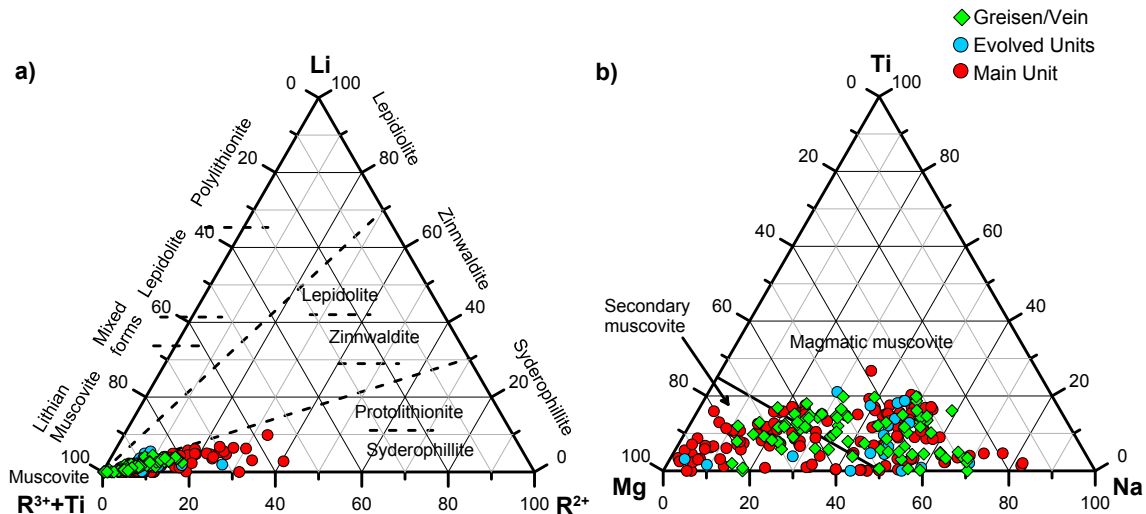 Greisen/Vein
Evolved Units
Main Unit
a)
Li
0 100
20 80
40 60
60 40
80 20
100 0
0 20 40 60 80 100
R³⁺+Ti
R²⁺
Polylithionite
Lepidolite
Mixed
forms
Lithian
Muscovite
Muscovite
Lepidiolite
Zinnwaldite
Syderophillite
Lepidolite
Zinnwaldite
Protolithionite
Syderophillite
b)
Ti
0 100
20 80
40 60
60 40
80 20
100 0
0 20 40 60 80 100
Mg
Na
Secondary
muscovite
Magmatic muscovite